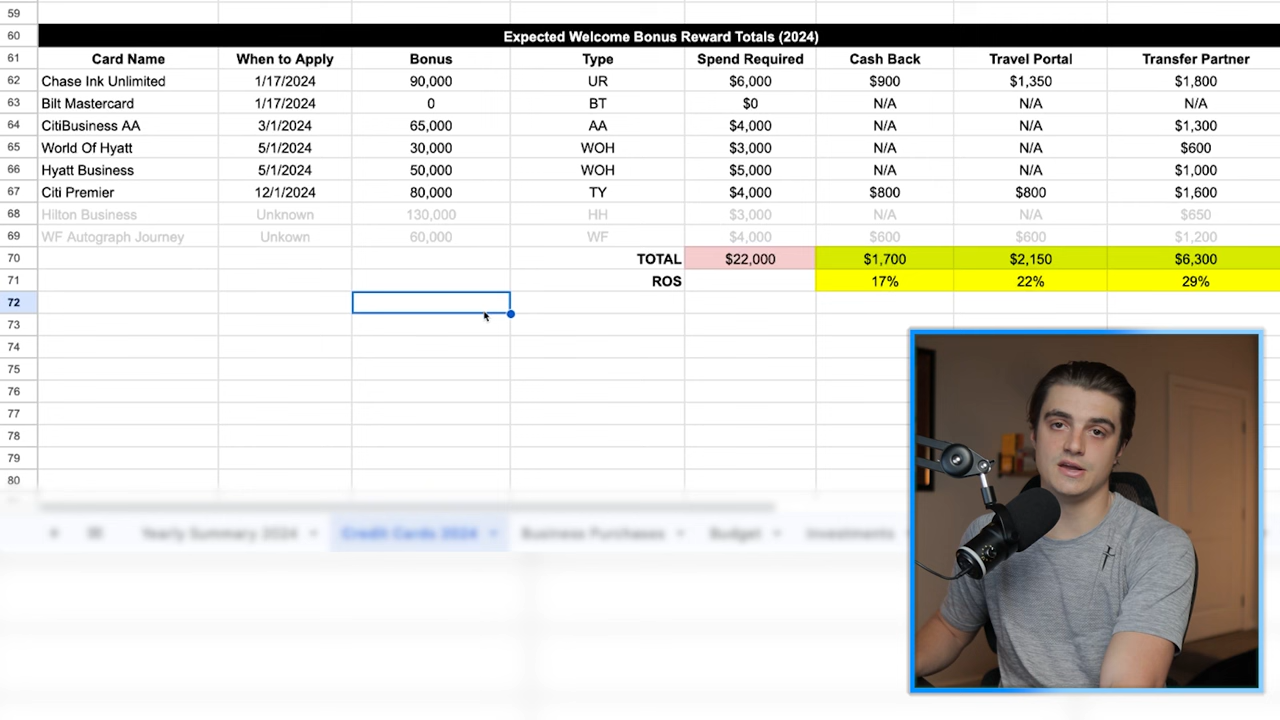 59
60 Expected Welcome Bonus Reward Totals (2024)
61 Card Name When to Apply Bonus Type Spend Required Cash Back Travel Portal Transfer Partner
62 Chase Ink Unlimited 1/17/2024 90,000 UR $6,000 $900 $1,350 $1,800
63 Bilt Mastercard 1/17/2024 0 BT $0 N/A N/A N/A
64 CitiBusiness AA 3/1/2024 65,000 AA $4,000 N/A N/A $1,300
65 World Of Hyatt 5/1/2024 30,000 WOH $3,000 N/A N/A $600
66 Hyatt Business 5/1/2024 50,000 WOH $5,000 N/A N/A $1,000
67 Citi Premier 12/1/2024 80,000 TY $4,000 $800 $800 $1,600
68 Hilton Business Unknown 130,000 HH $3,000 N/A N/A $650
69 WF Autograph Journey Unkown 60,000 WF $4,000 $600 $600 $1,200
70 TOTAL $22,000 $1,700 $2,150 $6,300
71 ROS 17% 22% 29%
72
73
74
75
76
77
78
79
80
Yearly Summary 2024 Credit Cards 2024 Business Purchases Budget Investments